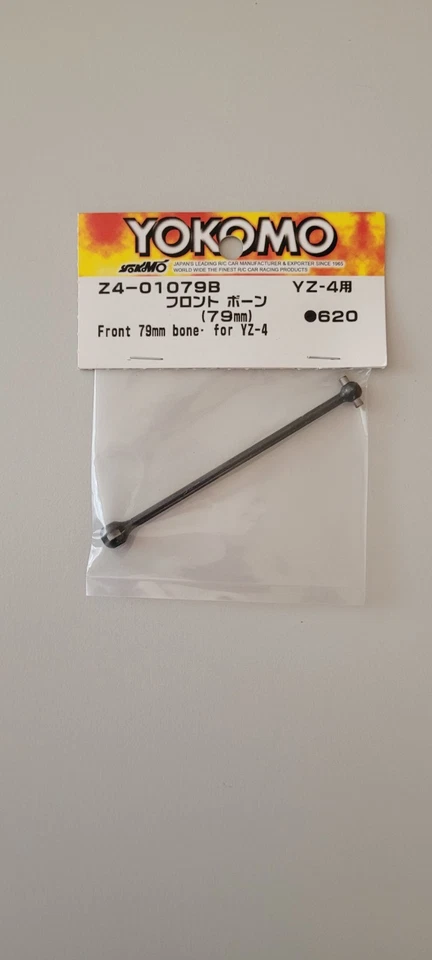 YOKOMO
YOKOMO JAPAN'S LEADING R/C CAR MANUFACTURER & EXPORTER SINCE 1965
WORLD WIDE THE FINEST R/C CAR RACING PRODUCTS
Z4-01079B YZ-4用
フロント ボーン
(79mm) ●620
Front 79mm bone· for YZ-4